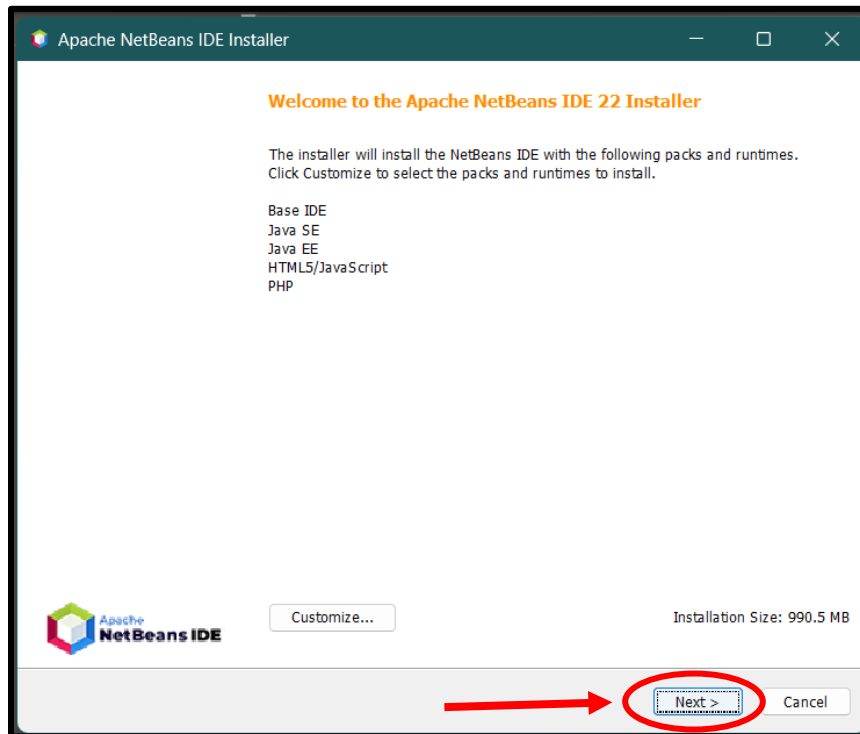 Apache NetBeans IDE Installer
Welcome to the Apache NetBeans IDE 22 Installer
The installer will install the NetBeans IDE with the following packs and runtimes.
Click Customize to select the packs and runtimes to install.
Base IDE
Java SE
Java EE
HTML5/JavaScript
PHP
Apache
NetBeans IDE
Customize...
Installation Size: 990.5 MB
Next >
Cancel